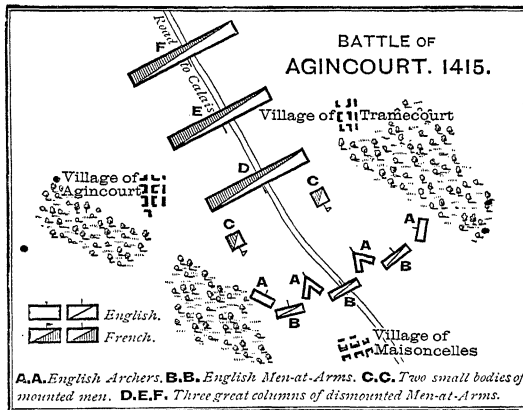 BATTLE OF
AGINCOURT. 1415.
Road to Calais
F
E
D
Village of Tramecourt
Village of
Agincourt
C
C
A
A
A
A
B
B
B
English.
French.
Village of
Maisoncelles
A.A. English Archers. B.B. English Men-at-Arms. C.C. Two small bodies of
mounted men. D.E.F. Three great columns of dismounted Men-at-Arms.